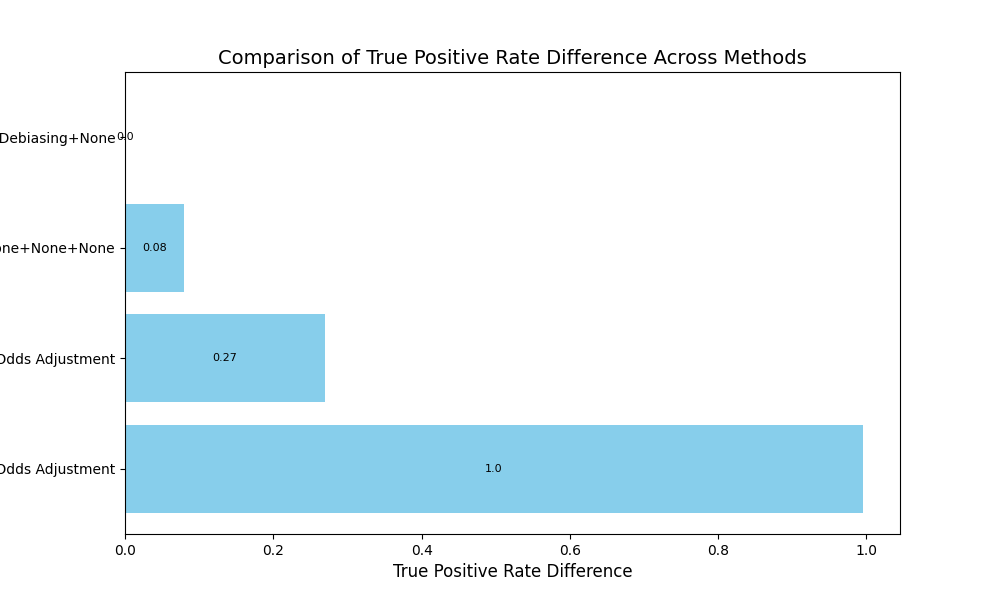 Comparison of True Positive Rate Difference Across Methods
Debiasing+None
0.0
+None+None
0.08
Odds Adjustment
0.27
Odds Adjustment
1.0
0.0 0.2 0.4 0.6 0.8 1.0
True Positive Rate Difference